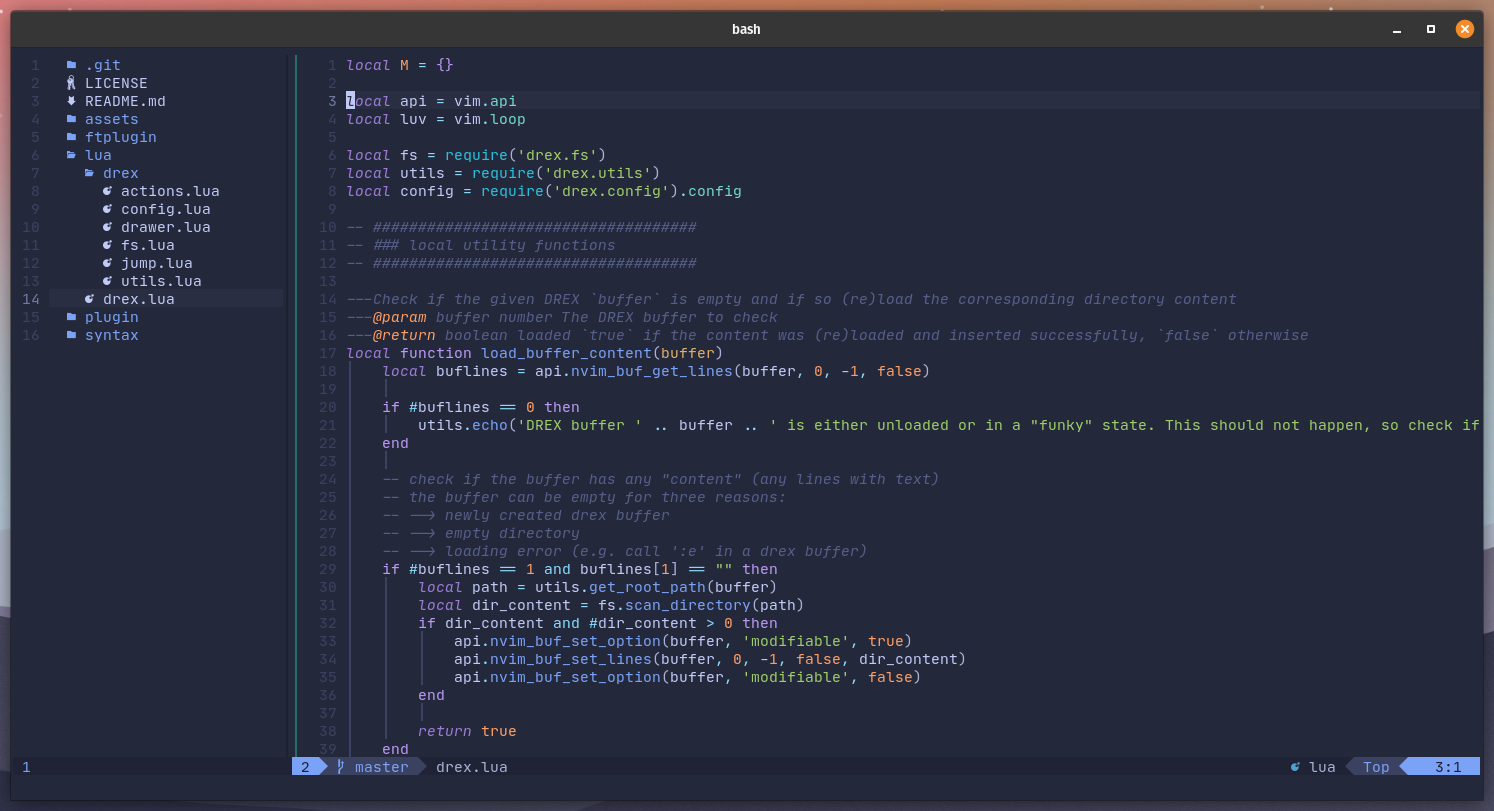 bash
1 .git
2 LICENSE
3 README.md
4 assets
5 ftplugin
6 lua
7 drex
8 actions.lua
9 config.lua
10 drawer.lua
11 fs.lua
12 jump.lua
13 utils.lua
14 drex.lua
15 plugin
16 syntax
1 local M = {}
2
3 local api = vim.api
4 local luv = vim.loop
5
6 local fs = require('drex.fs')
7 local utils = require('drex.utils')
8 local config = require('drex.config').config
9
10 -- ####################################
11 -- ### local utility functions
12 -- ####################################
13
14 ---Check if the given DREX `buffer` is empty and if so (re)load the corresponding directory content
15 ---@param buffer number The DREX buffer to check
16 ---@return boolean loaded `true` if the content was (re)loaded and inserted successfully, `false` otherwise
17 local function load_buffer_content(buffer)
18 local buflines = api.nvim_buf_get_lines(buffer, 0, -1, false)
19
20 if #buflines == 0 then
21 utils.echo('DREX buffer ' .. buffer .. ' is either unloaded or in a "funky" state. This should not happen, so check if
22 end
23
24 -- check if the buffer has any "content" (any lines with text)
25 -- the buffer can be empty for three reasons:
26 -- --> newly created drex buffer
27 -- --> empty directory
28 -- --> loading error (e.g. call ':e' in a drex buffer)
29 if #buflines == 1 and buflines[1] == "" then
30 local path = utils.get_root_path(buffer)
31 local dir_content = fs.scan_directory(path)
32 if dir_content and #dir_content > 0 then
33 api.nvim_buf_set_option(buffer, 'modifiable', true)
34 api.nvim_buf_set_lines(buffer, 0, -1, false, dir_content)
35 api.nvim_buf_set_option(buffer, 'modifiable', false)
36 end
37
38 return true
39 end
1
2 master drex.lua lua Top 3:1